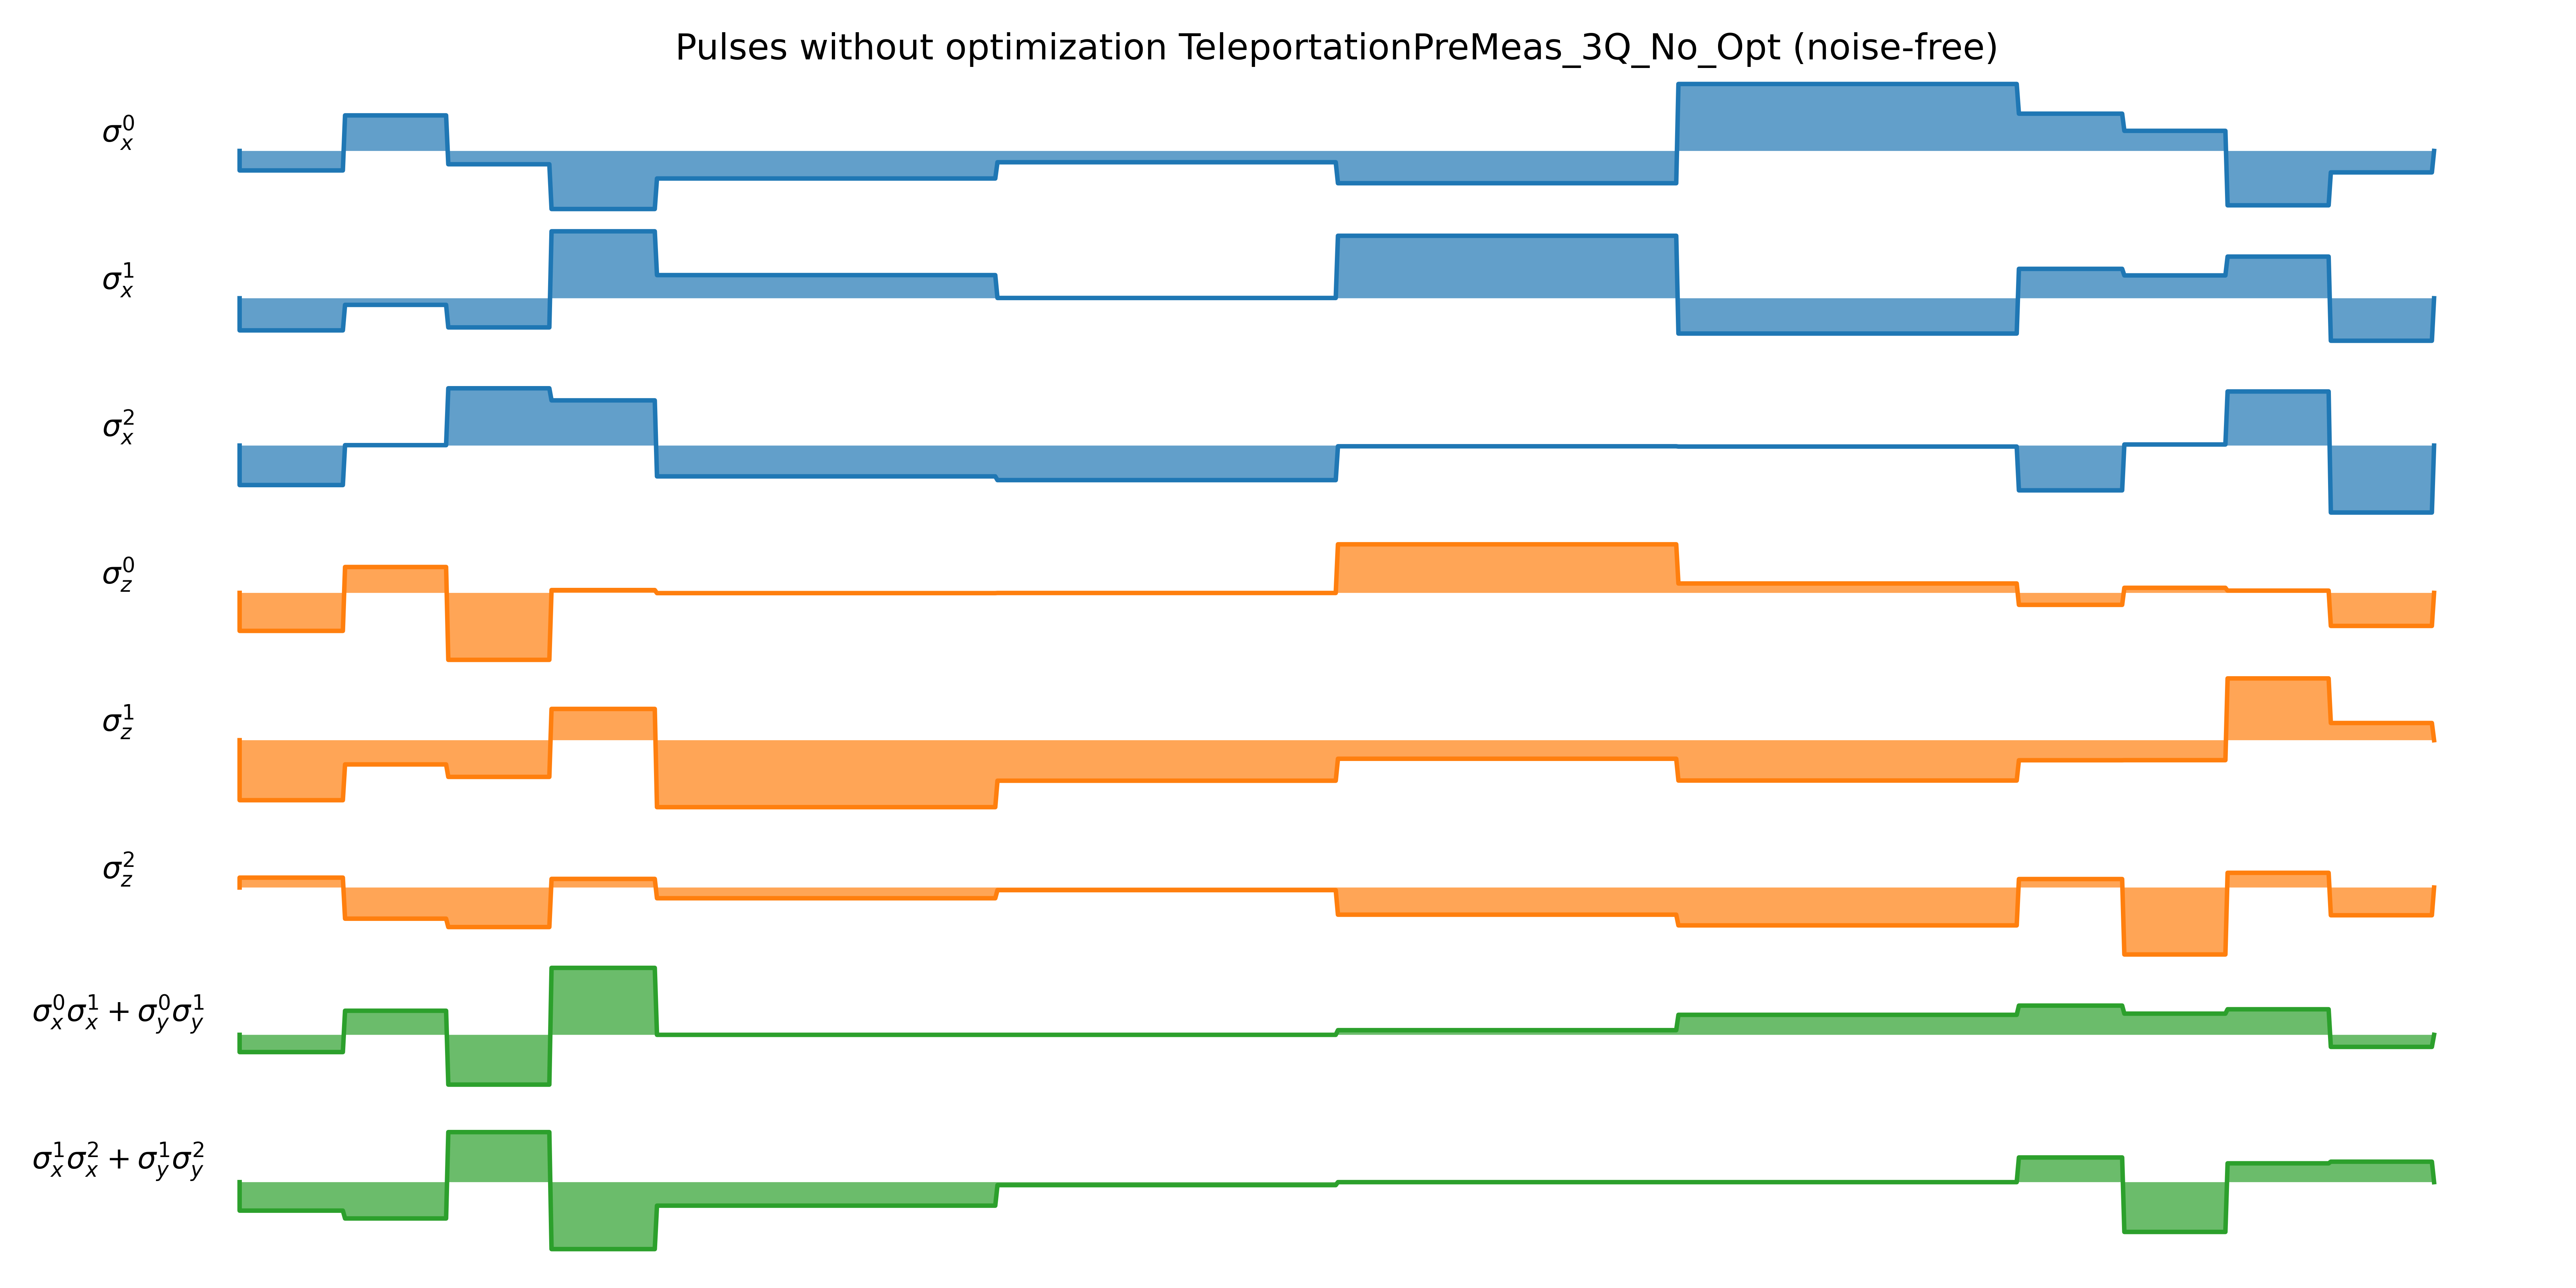 Pulses without optimization TeleportationPreMeas_3Q_No_Opt (noise-free)
σ_x^0
σ_x^1
σ_x^2
σ_z^0
σ_z^1
σ_z^2
σ_x^0σ_x^1 + σ_y^0σ_y^1
σ_x^1σ_x^2 + σ_y^1σ_y^2